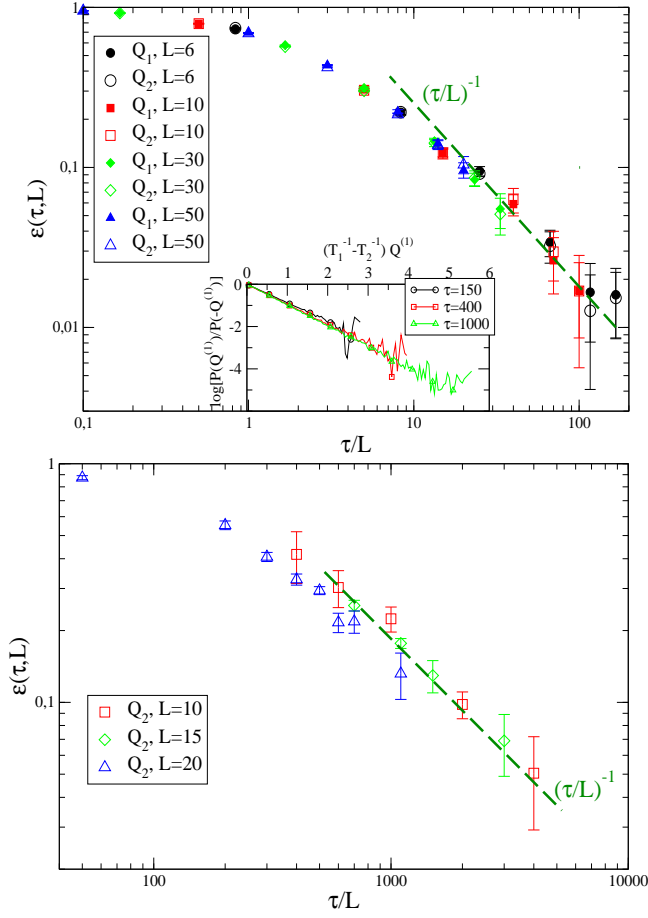 1
0,1
0,01
ε(τ,L)
Q1, L=6
Q2, L=6
Q1, L=10
Q2, L=10
Q1, L=30
Q2, L=30
Q1, L=50
Q2, L=50
(τ/L)^-1
(T1^-1-T2^-1) Q^(1)
0 1 2 3 4 5 6
0
-2
-4
log[P(Q^(1))/P(-Q^(1))]
τ=150
τ=400
τ=1000
0,1 1 10 100
τ/L
1
0,1
ε(τ,L)
Q2, L=10
Q2, L=15
Q2, L=20
(τ/L)^-1
100 1000 10000
τ/L